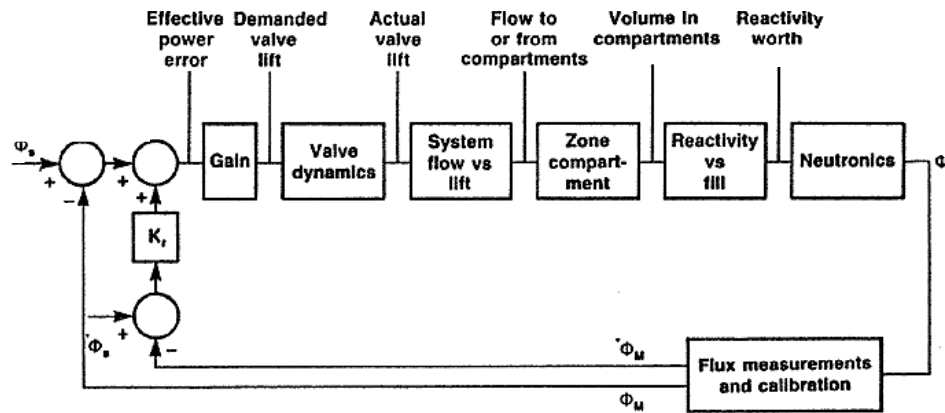 Effective
power
error
Demanded
valve
lift
Actual
valve
lift
Flow to
or from
compartments
Volume in
compartments
Reactivity
worth
Φs
+
−
+
+
Gain
Valve
dynamics
System
flow vs
lift
Zone
compart-
ment
Reactivity
vs
fill
Neutronics
Φ
Kr
+
−
Φ̇s
Φ̇M
ΦM
Flux measurements
and calibration